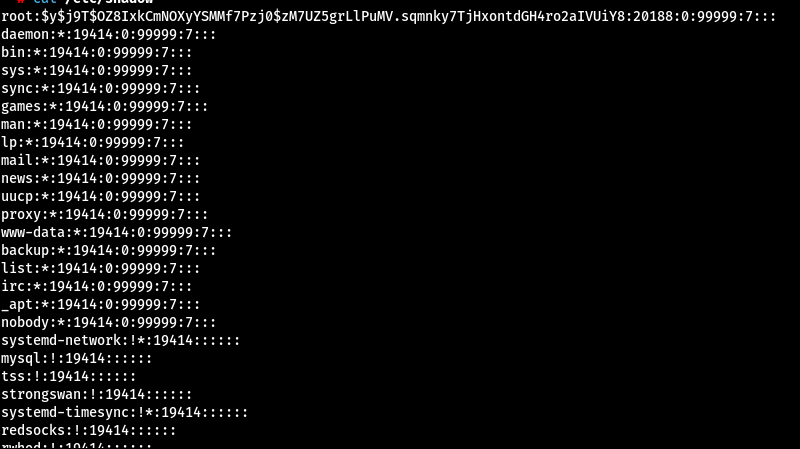 # cat /etc/shadow
root:$y$j9T$OZ8IxkCmNOXyYSMMf7Pzj0$zM7UZ5grLlPuMV.sqmnky7TjHxontdGH4ro2aIVUiY8:20188:0:99999:7:::
daemon:*:19414:0:99999:7:::
bin:*:19414:0:99999:7:::
sys:*:19414:0:99999:7:::
sync:*:19414:0:99999:7:::
games:*:19414:0:99999:7:::
man:*:19414:0:99999:7:::
lp:*:19414:0:99999:7:::
mail:*:19414:0:99999:7:::
news:*:19414:0:99999:7:::
uucp:*:19414:0:99999:7:::
proxy:*:19414:0:99999:7:::
www-data:*:19414:0:99999:7:::
backup:*:19414:0:99999:7:::
list:*:19414:0:99999:7:::
irc:*:19414:0:99999:7:::
_apt:*:19414:0:99999:7:::
nobody:*:19414:0:99999:7:::
systemd-network:!*:19414::::::
mysql:!:19414::::::
tss:!:19414::::::
strongswan:!:19414::::::
systemd-timesync:!*:19414::::::
redsocks:!:19414::::::
rwhod:!:19414::::::